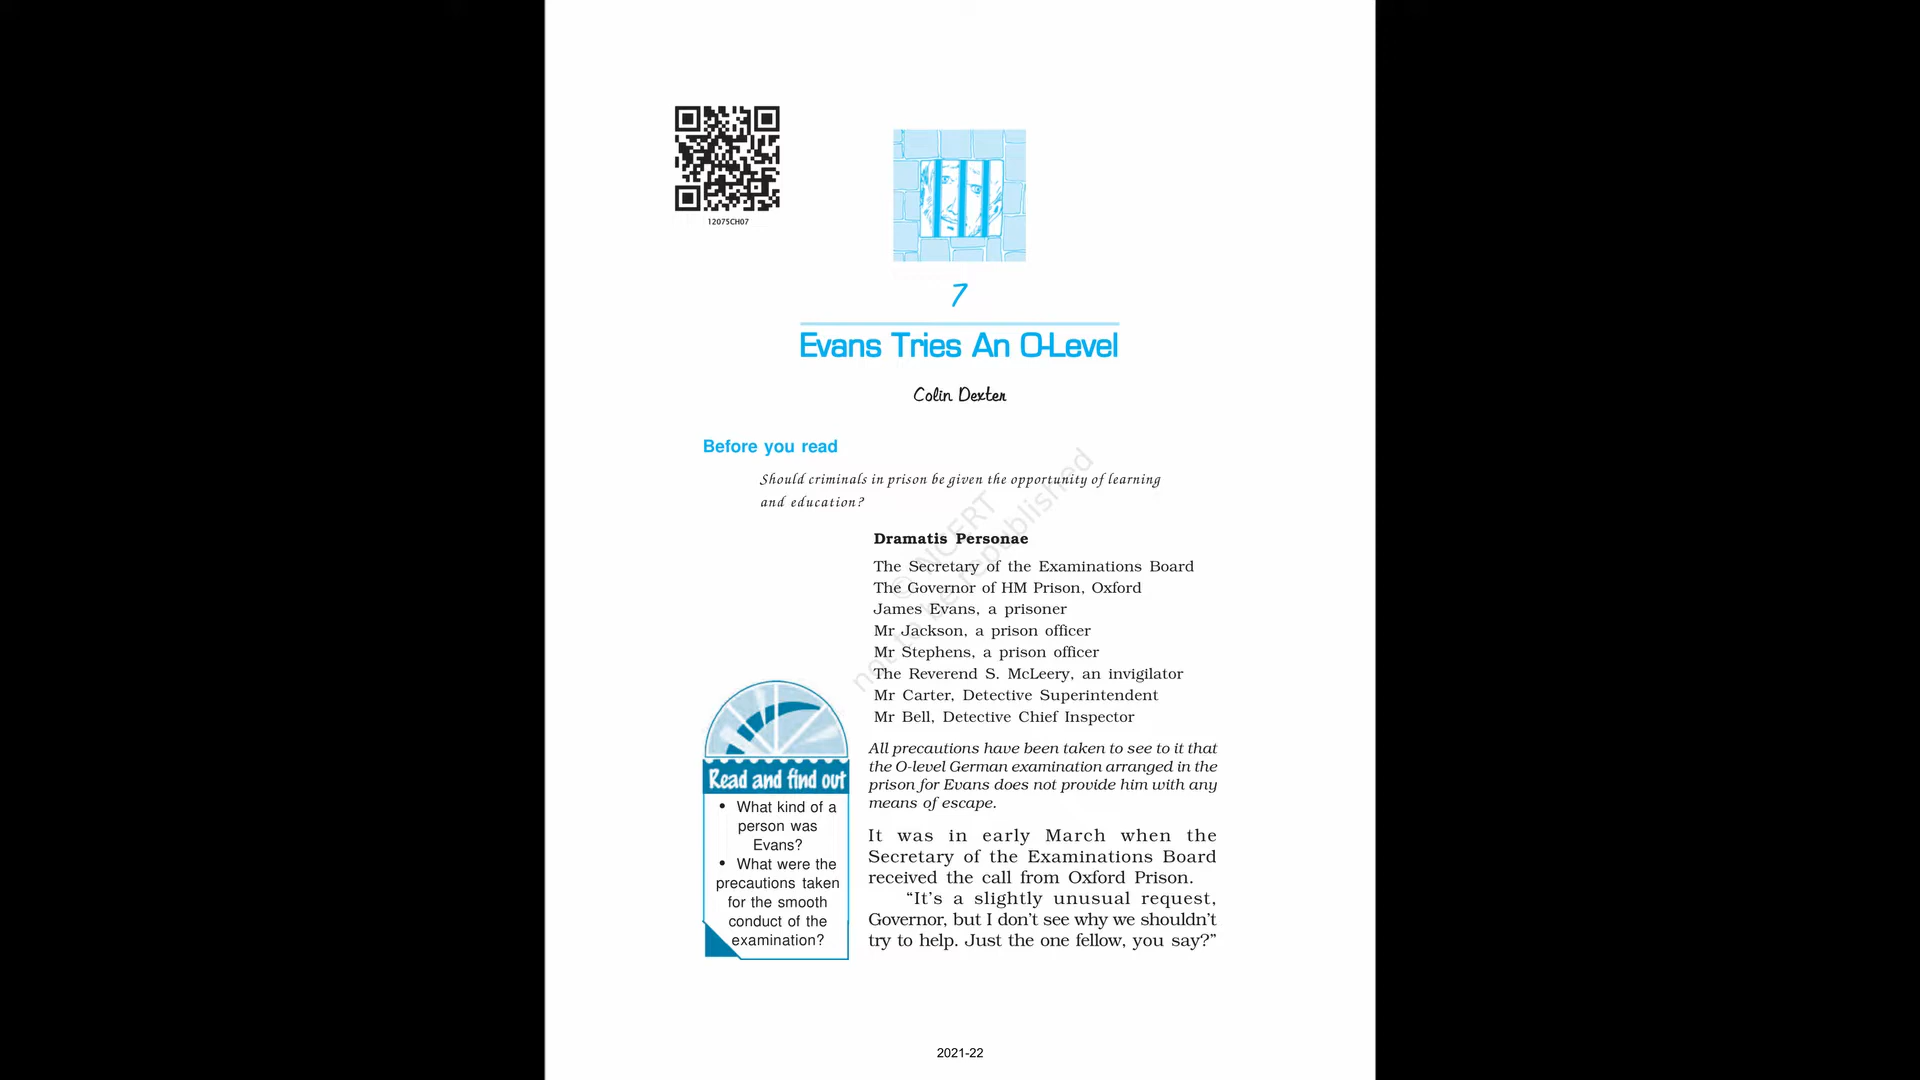 12075CH07
7
Evans Tries An O-Level
Colin Dexter
Before you read
Should criminals in prison be given the opportunity of learning
and education?
Dramatis Personae
The Secretary of the Examinations Board
The Governor of HM Prison, Oxford
James Evans, a prisoner
Mr Jackson, a prison officer
Mr Stephens, a prison officer
The Reverend S. McLeery, an invigilator
Mr Carter, Detective Superintendent
Mr Bell, Detective Chief Inspector
Read and find out
• What kind of a
person was
Evans?
• What were the
precautions taken
for the smooth
conduct of the
examination?
All precautions have been taken to see to it that
the O-level German examination arranged in the
prison for Evans does not provide him with any
means of escape.
It was in early March when the
Secretary of the Examinations Board
received the call from Oxford Prison.
“It’s a slightly unusual request,
Governor, but I don’t see why we shouldn’t
try to help. Just the one fellow, you say?”
© NCERT
not to be republished
2021-22